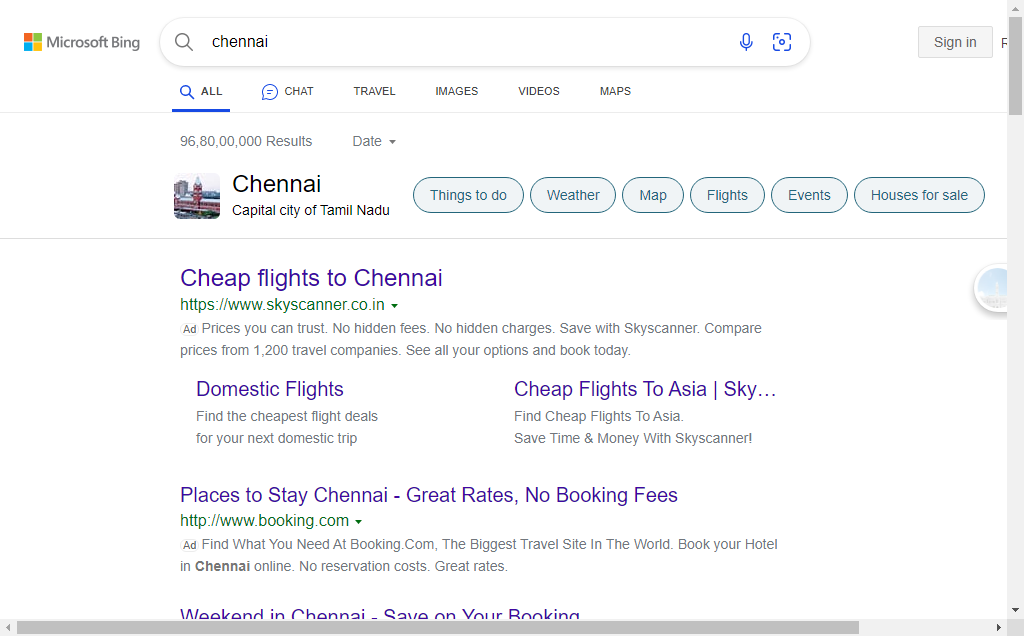 Microsoft Bing
chennai
Sign in
R
ALL
CHAT
TRAVEL
IMAGES
VIDEOS
MAPS
96,80,00,000 Results
Date
Chennai
Capital city of Tamil Nadu
Things to do
Weather
Map
Flights
Events
Houses for sale
Cheap flights to Chennai
https://www.skyscanner.co.in
Ad Prices you can trust. No hidden fees. No hidden charges. Save with Skyscanner. Compare
prices from 1,200 travel companies. See all your options and book today.
Domestic Flights
Find the cheapest flight deals
for your next domestic trip
Cheap Flights To Asia | Sky…
Find Cheap Flights To Asia.
Save Time & Money With Skyscanner!
Places to Stay Chennai - Great Rates, No Booking Fees
http://www.booking.com
Ad Find What You Need At Booking.Com, The Biggest Travel Site In The World. Book your Hotel
in Chennai online. No reservation costs. Great rates.
Weekend in Chennai - Save on Your Booking